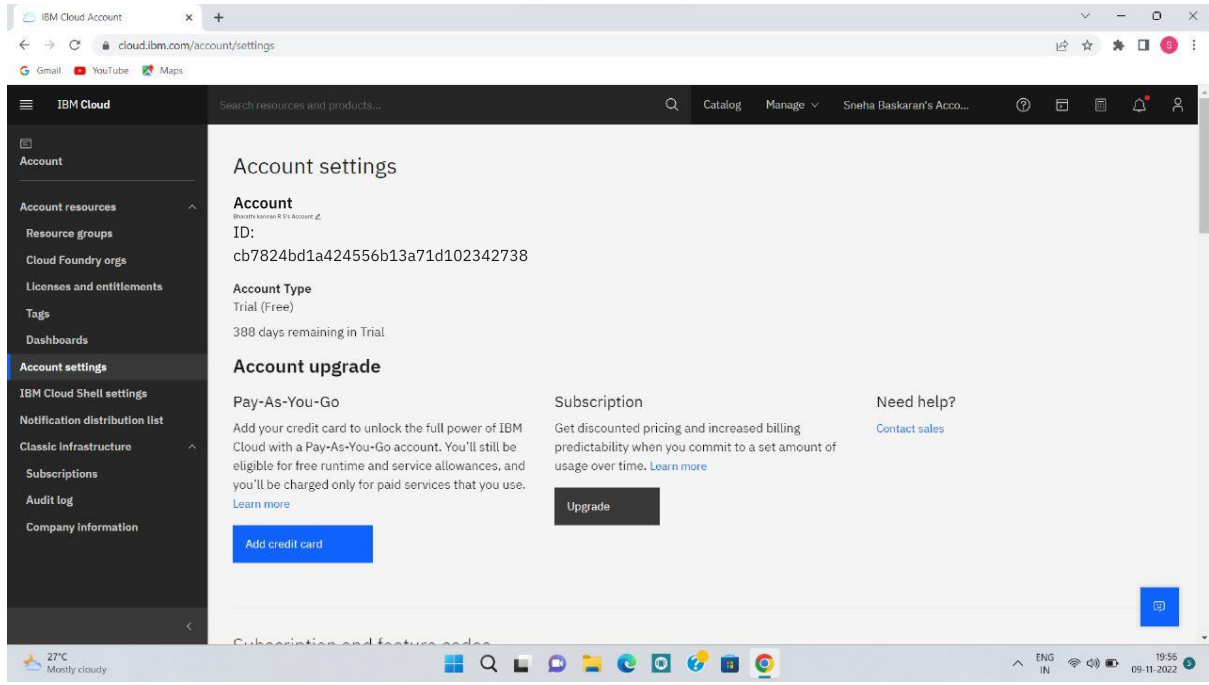 IBM Cloud Account
cloud.ibm.com/account/settings
S
Gmail
YouTube
Maps
IBM Cloud
Search resources and products...
Catalog
Manage
Sneha Baskaran's Acco...
Account
Account resources
Resource groups
Cloud Foundry orgs
Licenses and entitlements
Tags
Dashboards
Account settings
IBM Cloud Shell settings
Notification distribution list
Classic infrastructure
Subscriptions
Audit log
Company information
Account settings
Account
Bharathi kannan R S's Account
ID:
cb7824bd1a424556b13a71d102342738
Account Type
Trial (Free)
388 days remaining in Trial
Account upgrade
Pay-As-You-Go
Add your credit card to unlock the full power of IBM
Cloud with a Pay-As-You-Go account. You'll still be
eligible for free runtime and service allowances, and
you'll be charged only for paid services that you use.
Learn more
Add credit card
Subscription
Get discounted pricing and increased billing
predictability when you commit to a set amount of
usage over time. Learn more
Upgrade
Need help?
Contact sales
Subscription and feature codes
27°C
Mostly cloudy
ENG
IN
19:56
09-11-2022
5